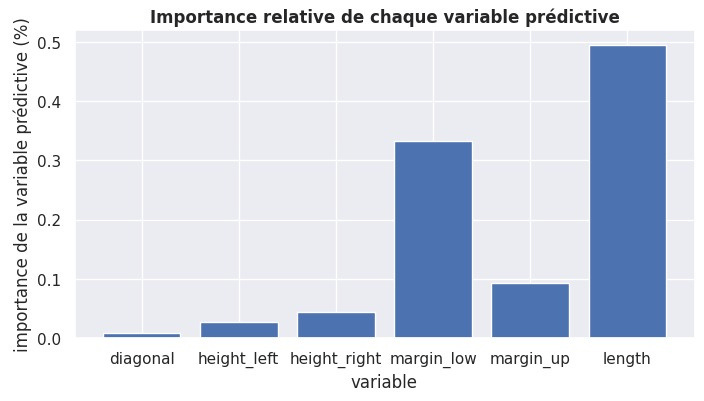 Importance relative de chaque variable prédictive
importance de la variable prédictive (%)
0.5
0.4
0.3
0.2
0.1
0.0
diagonal height_left height_right margin_low margin_up length
variable